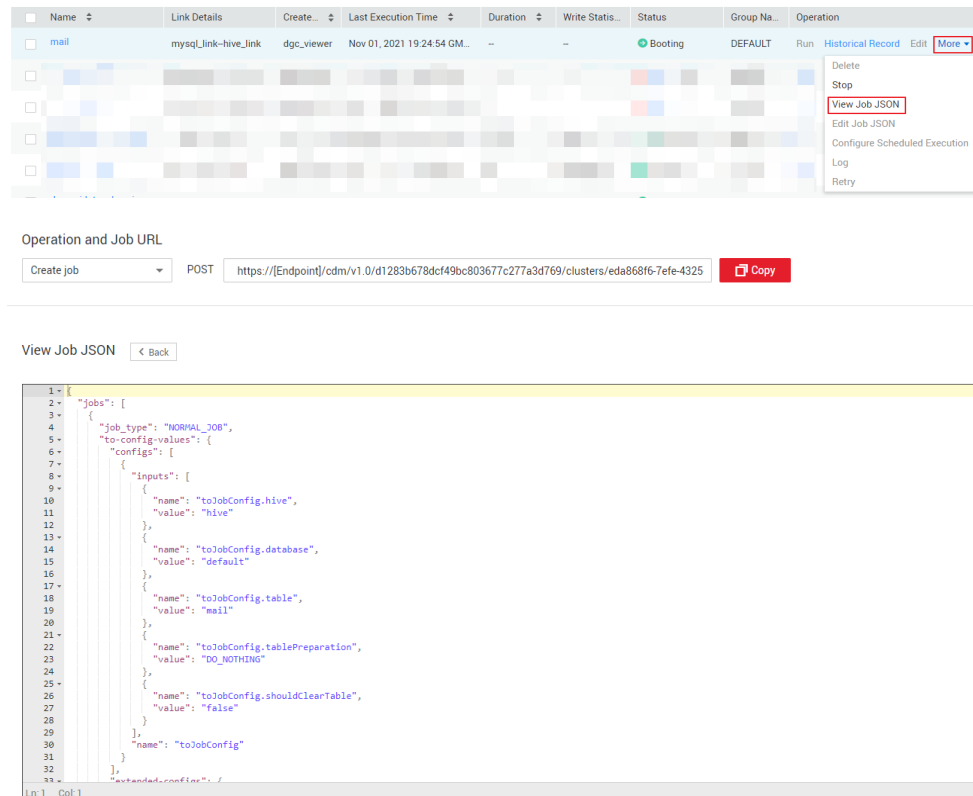 Name Link Details Create... Last Execution Time Duration Write Statis... Status Group Na... Operation
mail mysql_link--hive_link dgc_viewer Nov 01, 2021 19:24:54 GM... -- -- Booting DEFAULT Run Historical Record Edit More
Delete
Stop
View Job JSON
Edit Job JSON
Configure Scheduled Execution
Log
Retry
Operation and Job URL
Create job POST https://[Endpoint]/cdm/v1.0/d1283b678dcf49bc803677c277a3d769/clusters/eda868f6-7efe-4325 Copy
View Job JSON < Back
1 {
2 "jobs": [
3 {
4 "job_type": "NORMAL_JOB",
5 "to-config-values": {
6 "configs": [
7 {
8 "inputs": [
9 {
10 "name": "toJobConfig.hive",
11 "value": "hive"
12 },
13 {
14 "name": "toJobConfig.database",
15 "value": "default"
16 },
17 {
18 "name": "toJobConfig.table",
19 "value": "mail"
20 },
21 {
22 "name": "toJobConfig.tablePreparation",
23 "value": "DO_NOTHING"
24 },
25 {
26 "name": "toJobConfig.shouldClearTable",
27 "value": "false"
28 }
29 ],
30 "name": "toJobConfig"
31 }
32 ],
33 "extended-configs": {
Ln: 1 Col: 1